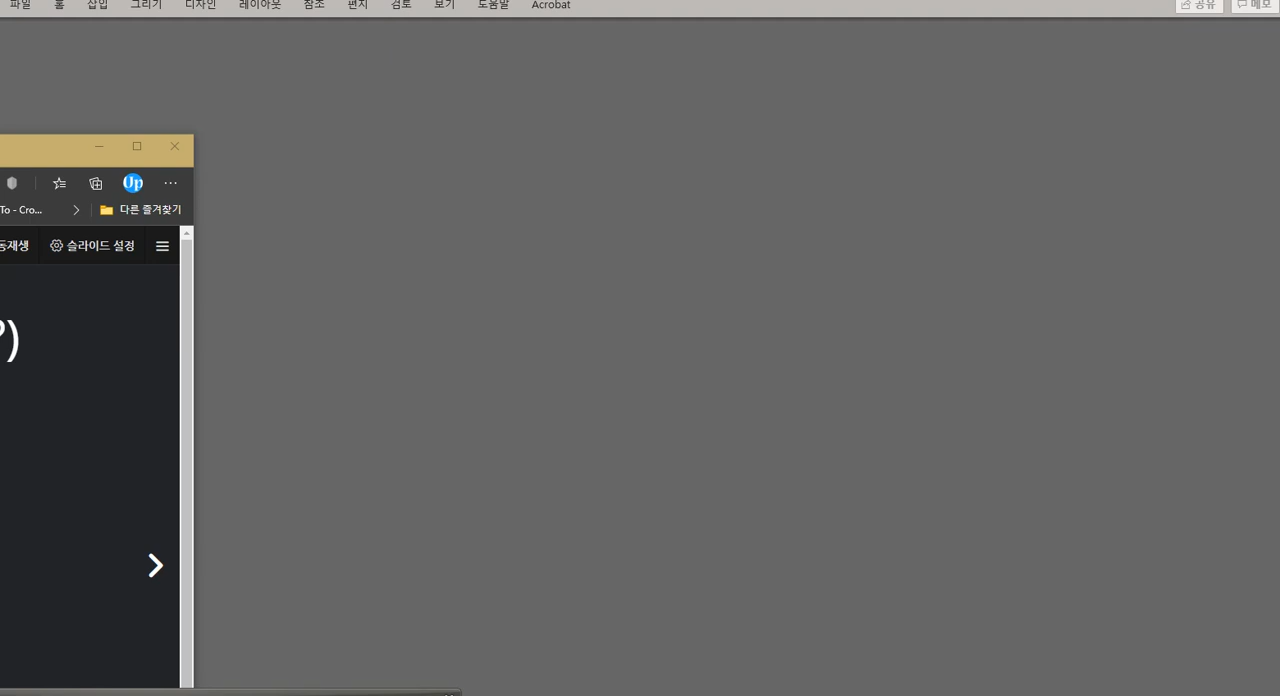 파일 홈 삽입 그리기 디자인 레이아웃 참조 편지 검토 보기 도움말 Acrobat 공유 메모
Up
To - Cro... 다른 즐겨찾기
동재생 슬라이드 설정
?)